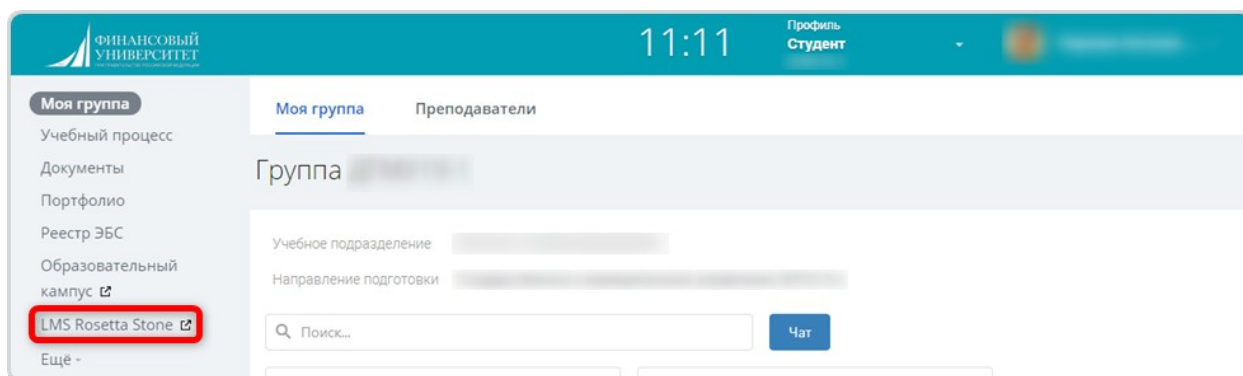 ФИНАНСОВЫЙ
УНИВЕРСИТЕТ
11:11
Профиль
Студент
Моя группа
Учебный процесс
Документы
Портфолио
Реестр ЭБС
Образовательный
кампус
LMS Rosetta Stone
Ещё -
Моя группа Преподаватели
Группа
Учебное подразделение
Направление подготовки
Поиск...
Чат